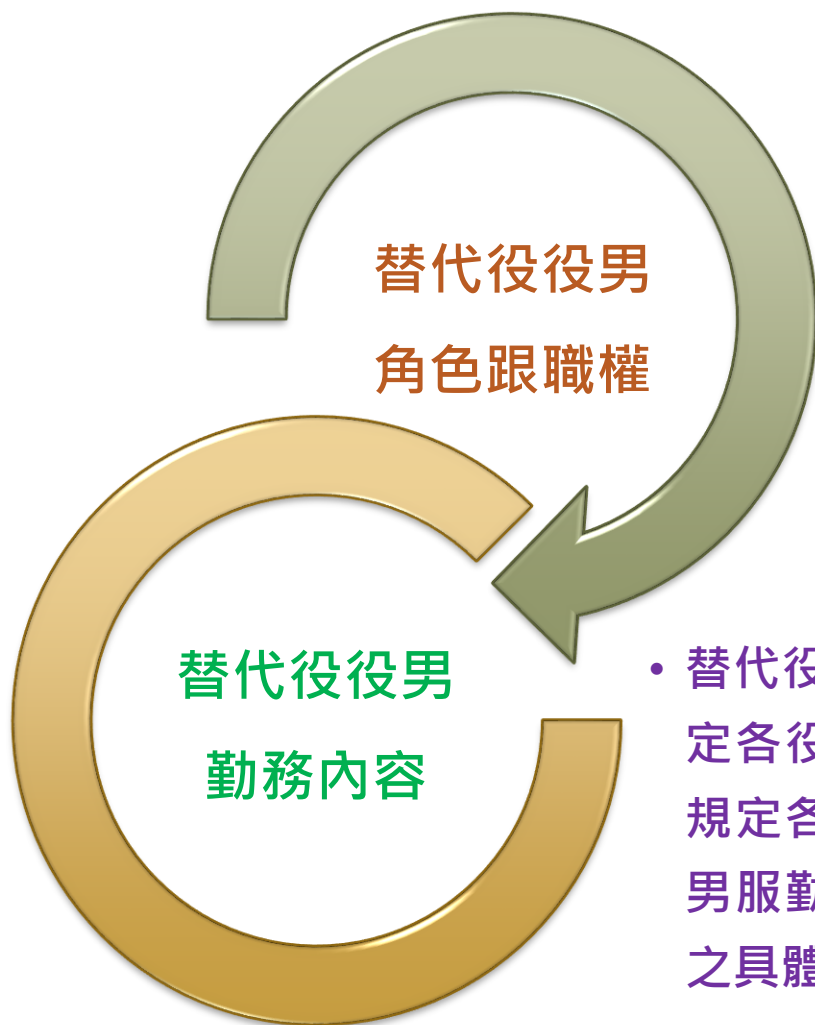 替代役役男
角色跟職權
替代役役男
勤務內容
• 替代役
定各役
規定各
男服勤
之具體